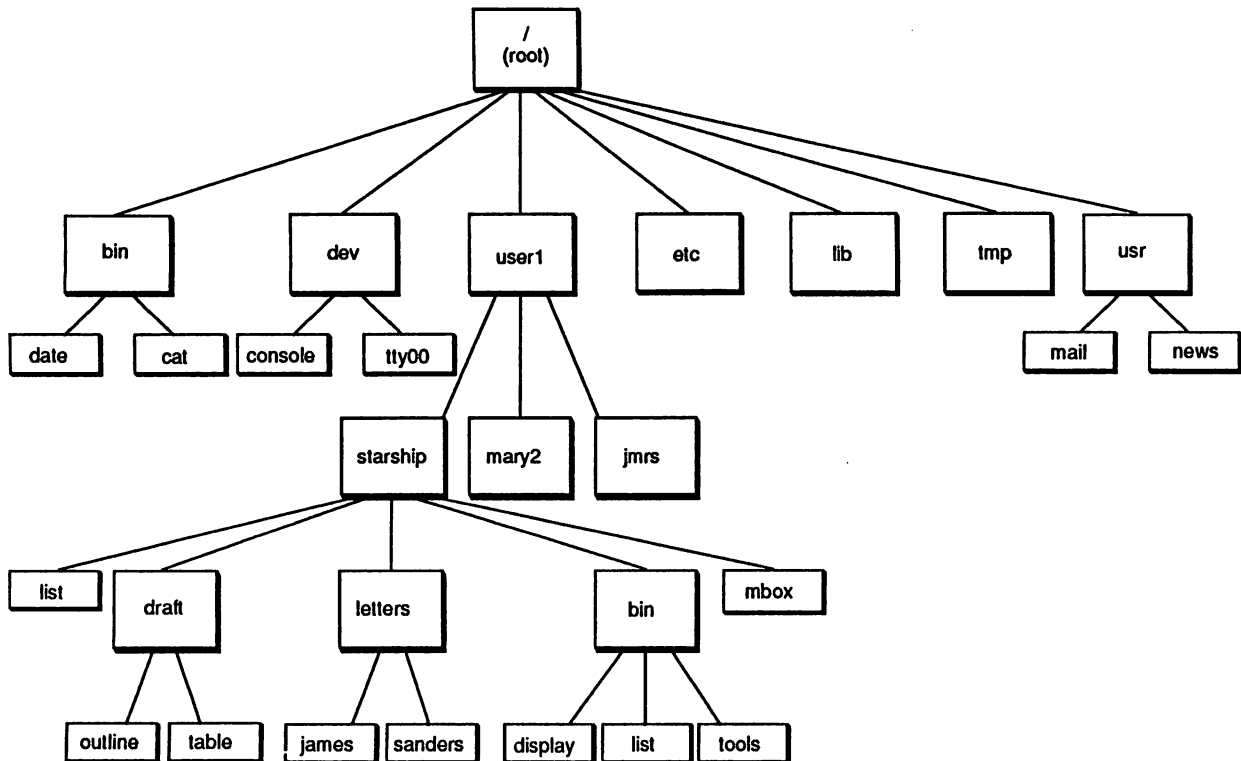 /
(root)
bin
dev
user1
etc
lib
tmp
usr
date
cat
console
tty00
mail
news
starship
mary2
jmrs
list
draft
letters
bin
mbox
outline
table
james
sanders
display
list
tools